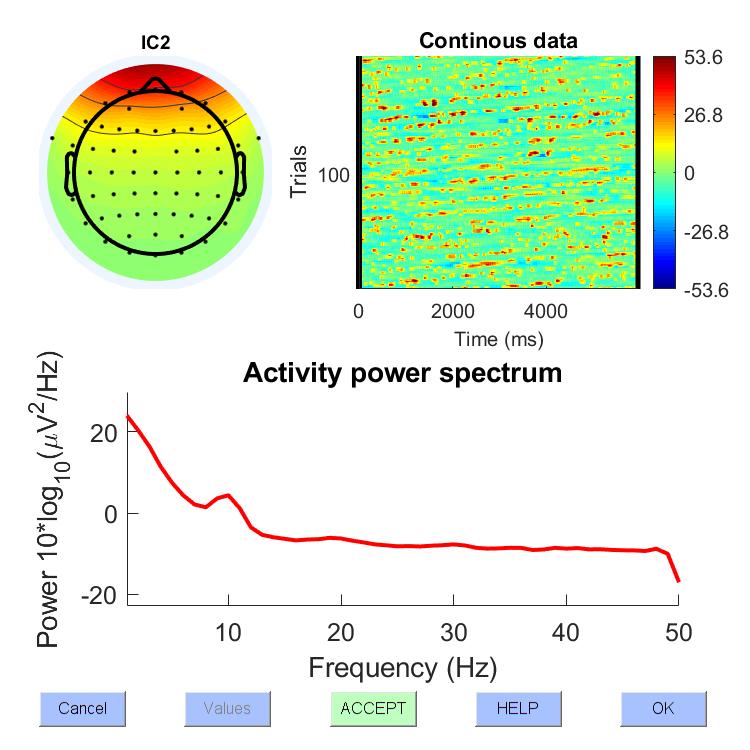 IC2
Continous data
53.6
26.8
0
-26.8
-53.6
Trials
100
0 2000 4000
Time (ms)
Activity power spectrum
Power 10*log10(μV2/Hz)
20
0
-20
10 20 30 40 50
Frequency (Hz)
Cancel Values ACCEPT HELP OK